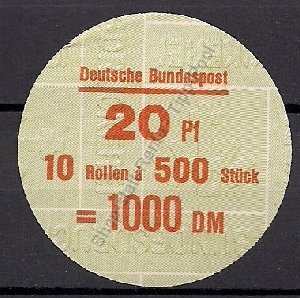 Deutsche Bundespost
20 Pf
10 Rollen à 500 Stück
= 1000 DM